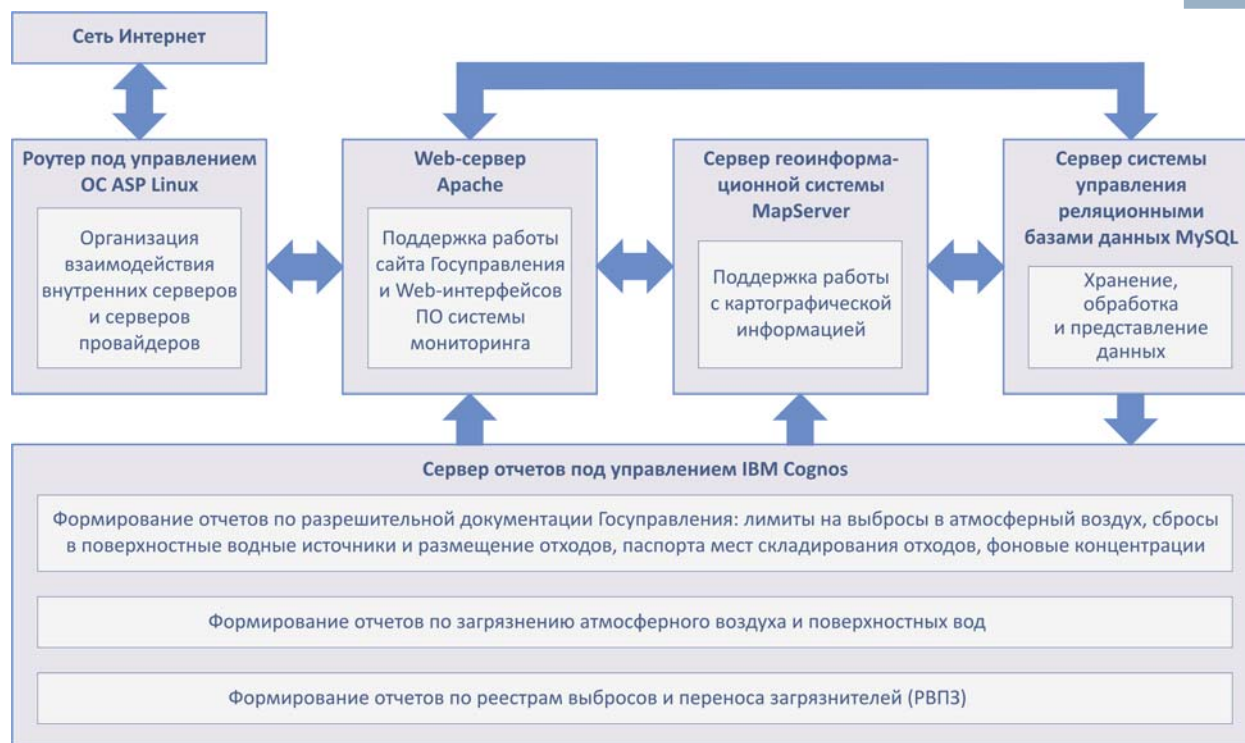 Сеть Интернет
Роутер под управлением
ОС ASP Linux
Организация
взаимодействия
внутренних серверов
и серверов
провайдеров
Web-сервер
Apache
Поддержка работы
сайта Госуправления
и Web-интерфейсов
ПО системы
мониторинга
Сервер геоинформа-
ционной системы
MapServer
Поддержка работы
с картографической
информацией
Сервер системы
управления
реляционными
базами данных MySQL
Хранение,
обработка
и представление
данных
Сервер отчетов под управлением IBM Cognos
Формирование отчетов по разрешительной документации Госуправления: лимиты на выбросы в атмосферный воздух, сбросы
в поверхностные водные источники и размещение отходов, паспорта мест складирования отходов, фоновые концентрации
Формирование отчетов по загрязнению атмосферного воздуха и поверхностных вод
Формирование отчетов по реестрам выбросов и переноса загрязнителей (РВПЗ)